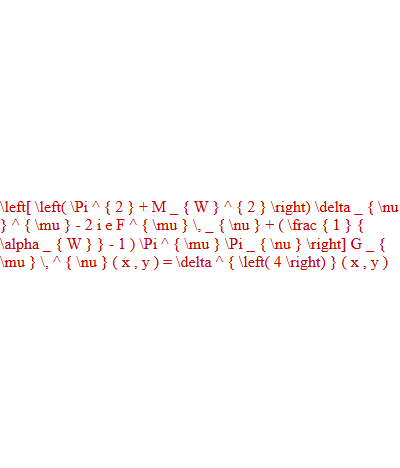 \left[ \left( \Pi ^ { 2 } + M _ { W } ^ { 2 } \right) \delta _ { \nu
} ^ { \mu } - 2 i e F ^ { \mu } \, _ { \nu } + ( \frac { 1 } {
\alpha _ { W } } - 1 ) \Pi ^ { \mu } \Pi _ { \nu } \right] G _ {
\mu } \, ^ { \nu } ( x , y ) = \delta ^ { \left( 4 \right) } ( x , y )